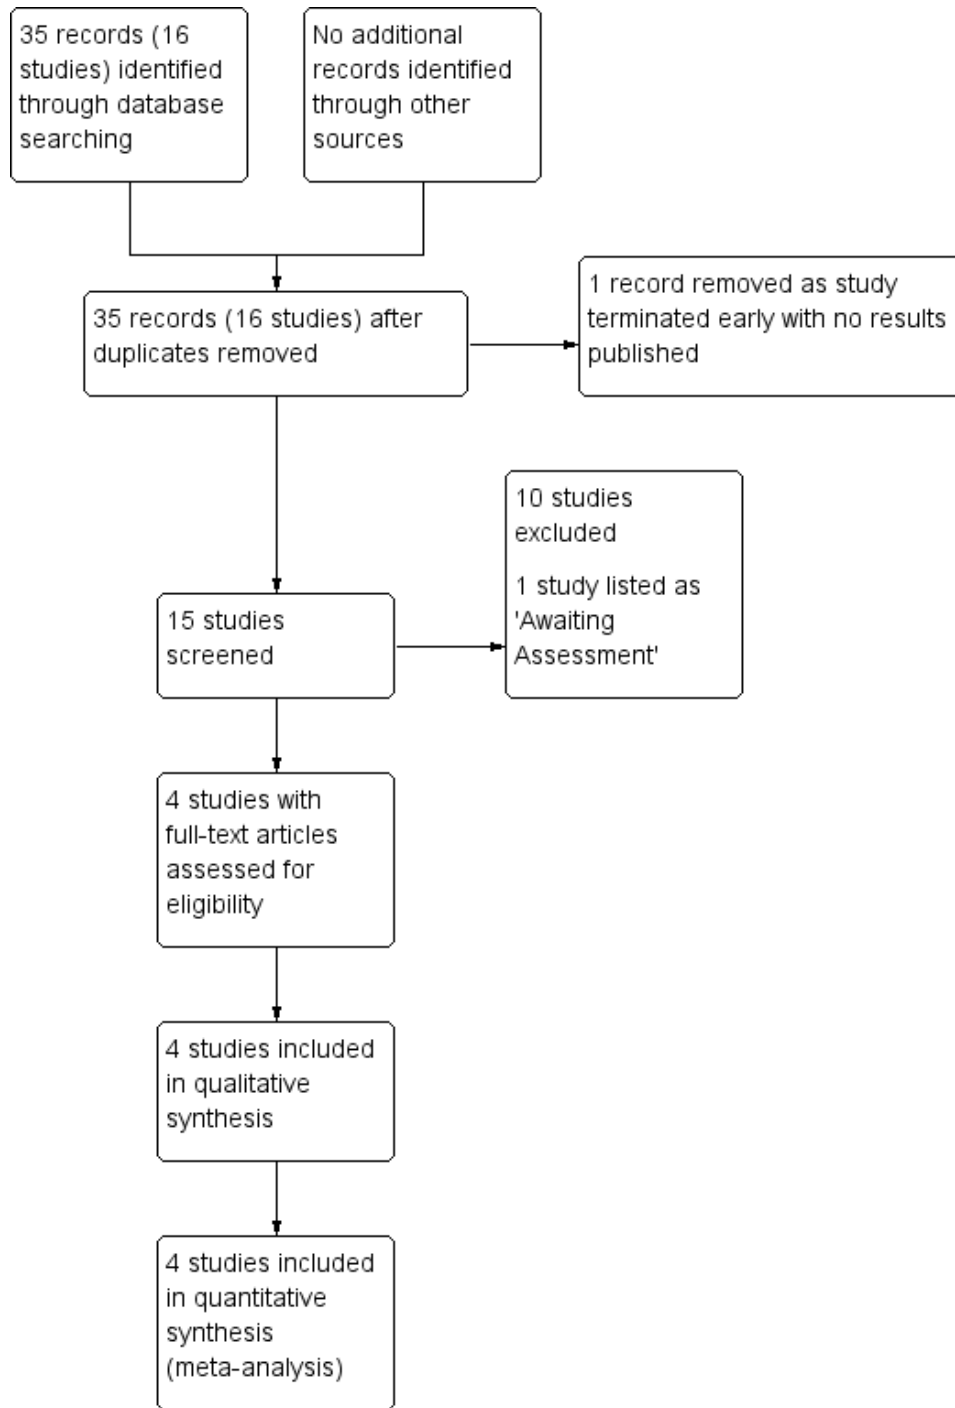 35 records (16
studies) identified
through database
searching
No additional
records identified
through other
sources
35 records (16 studies) after
duplicates removed
1 record removed as study
terminated early with no results
published
10 studies
excluded
1 study listed as
'Awaiting
Assessment'
15 studies
screened
4 studies with
full-text articles
assessed for
eligibility
4 studies included
in qualitative
synthesis
4 studies included
in quantitative
synthesis
(meta-analysis)